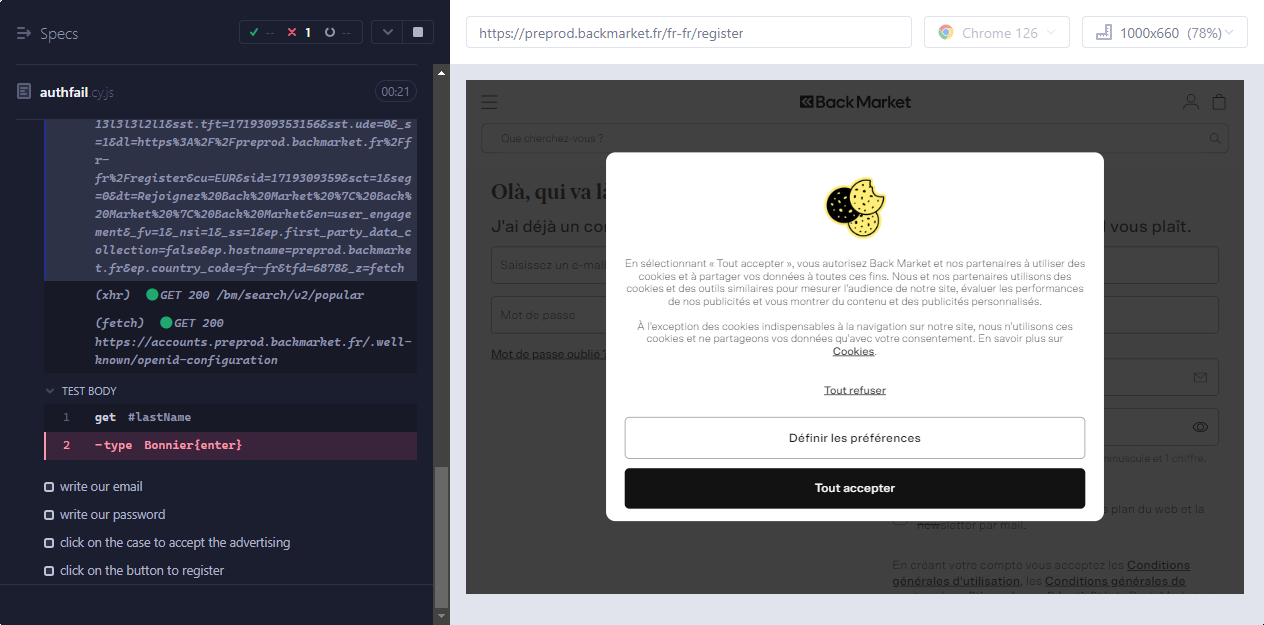 Specs
-- 1 --
https://preprod.backmarket.fr/fr-fr/register
Chrome 126
1000x660 (78%)
authfail.cy.js
00:21
13l3l3l2l1&sst.tft=1719309353156&sst.ude=0&_s
=1&dl=https%3A%2F%2Fpreprod.backmarket.fr%2Ff
r-
fr%2Fregister&cu=EUR&sid=1719309359&sct=1&seg
=0&dt=Rejoignez%20Back%20Market%20%7C%20Back%
20Market%20%7C%20Back%20Market&en=user_engage
ment&_fv=1&_nsi=1&_ss=1&ep.first_party_data_c
ollection=false&ep.hostname=preprod.backmarke
t.fr&ep.country_code=fr-fr&tfd=6878&_z=fetch
(xhr) GET 200 /bm/search/v2/popular
(fetch) GET 200
https://accounts.preprod.backmarket.fr/.well-
known/openid-configuration
TEST BODY
1 get #lastName
2 -type Bonnier{enter}
write our email
write our password
click on the case to accept the advertising
click on the button to register
Back Market
Que cherchez-vous ?
Olà, qui va là
J'ai déjà un co
vous plaît.
Saisissez un e-mail
Mot de passe
Mot de passe oublié ?
En sélectionnant « Tout accepter », vous autorisez Back Market et nos partenaires à utiliser des
cookies et à partager vos données à toutes ces fins. Nous et nos partenaires utilisons des
cookies et des outils similaires pour mesurer l'audience de notre site, évaluer les performances
de nos publicités et vous montrer du contenu et des publicités personnalisés.
À l'exception des cookies indispensables à la navigation sur notre site, nous n'utilisons ces
cookies et ne partageons vos données qu'avec votre consentement. En savoir plus sur
Cookies.
Tout refuser
Définir les préférences
Tout accepter
minuscule et 1 chiffre.
s plan du web et la
newsletter par mail.
En créant votre compte vous acceptez les Conditions
générales d'utilisation, les Conditions générales de